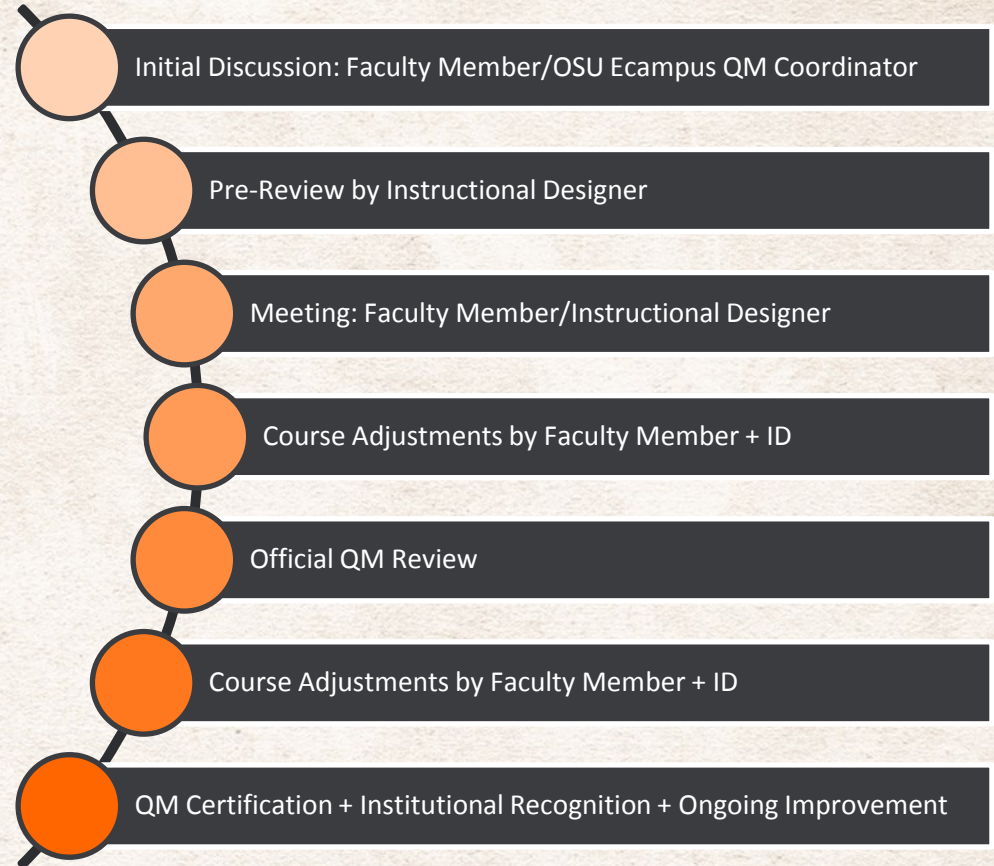 Initial Discussion: Faculty Member/OSU Ecampus QM Coordinator
Pre-Review by Instructional Designer
Meeting: Faculty Member/Instructional Designer
Course Adjustments by Faculty Member + ID
Official QM Review
Course Adjustments by Faculty Member + ID
QM Certification + Institutional Recognition + Ongoing Improvement